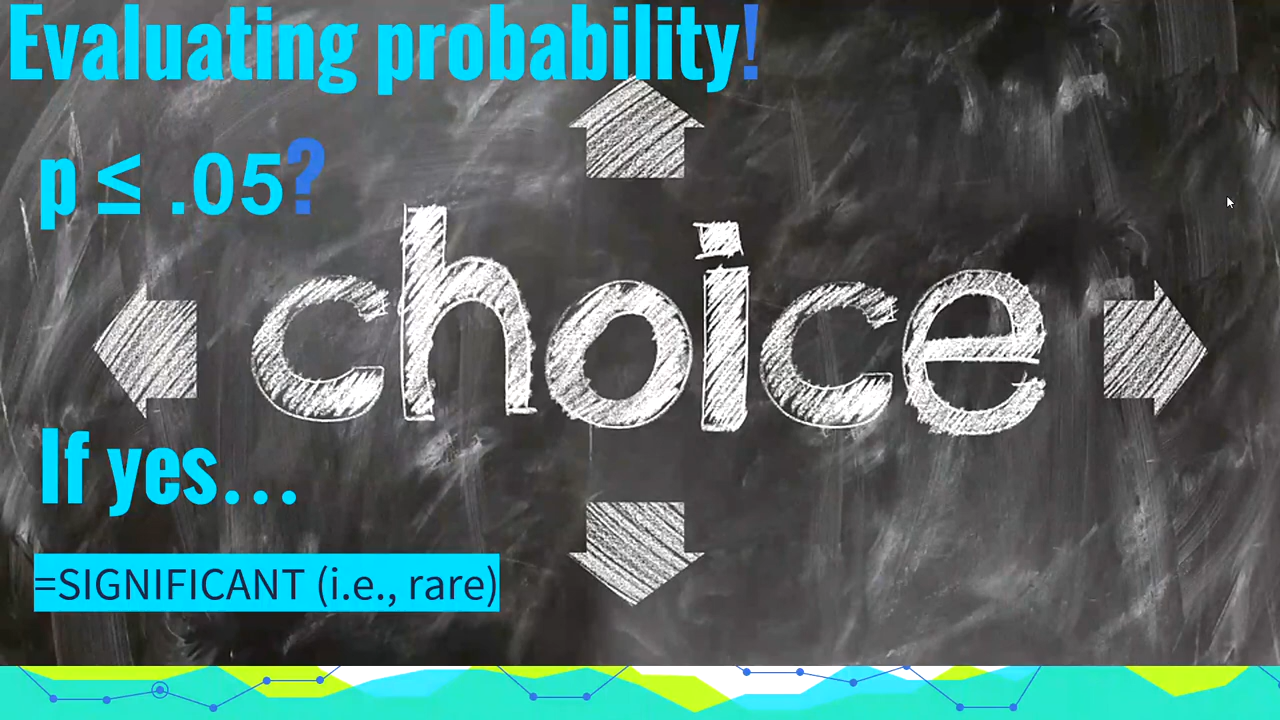 Evaluating probability!
p ≤ .05?
choice
If yes…
=SIGNIFICANT (i.e., rare)